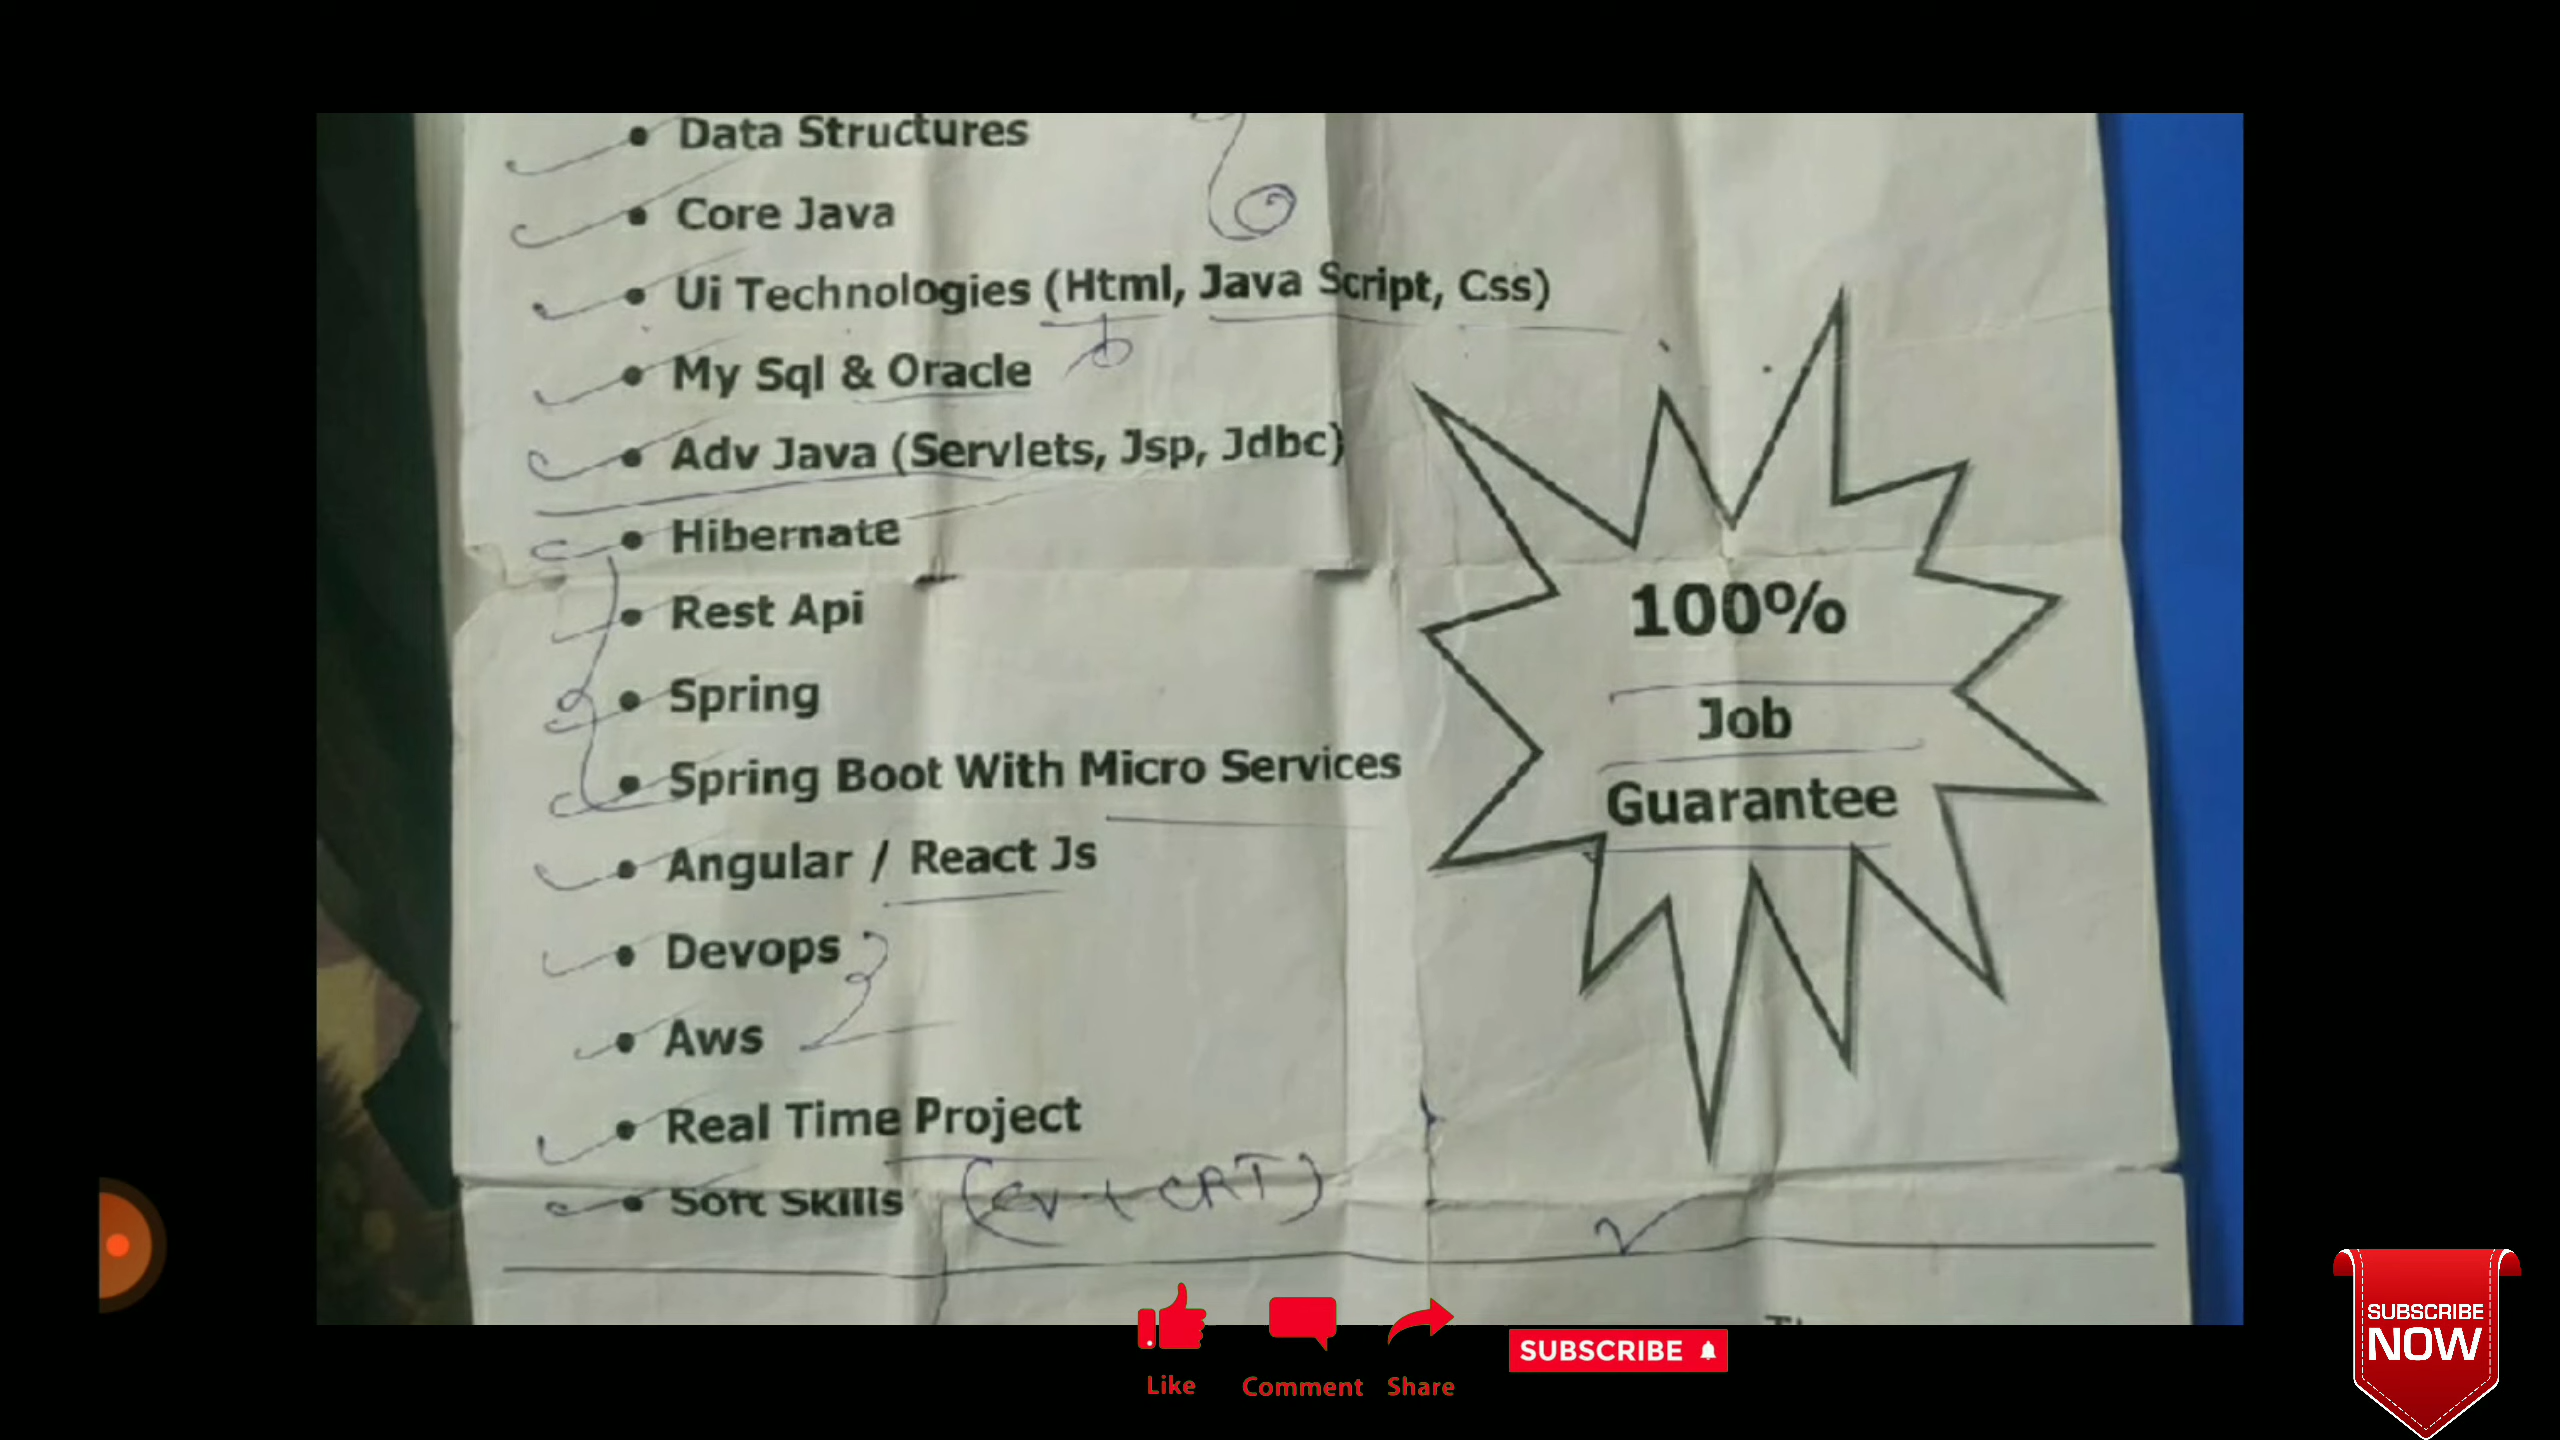 • Data Structures
• Core Java
• Ui Technologies (Html, Java Script, Css)
• My Sql & Oracle
• Adv Java (Servlets, Jsp, Jdbc)
• Hibernate
• Rest Api
• Spring
• Spring Boot With Micro Services
• Angular / React Js
• Devops
• Aws
• Real Time Project
• Soft Skills (CV + CRT)
100%
Job
Guarantee
Like
Comment
Share
SUBSCRIBE
SUBSCRIBE
NOW